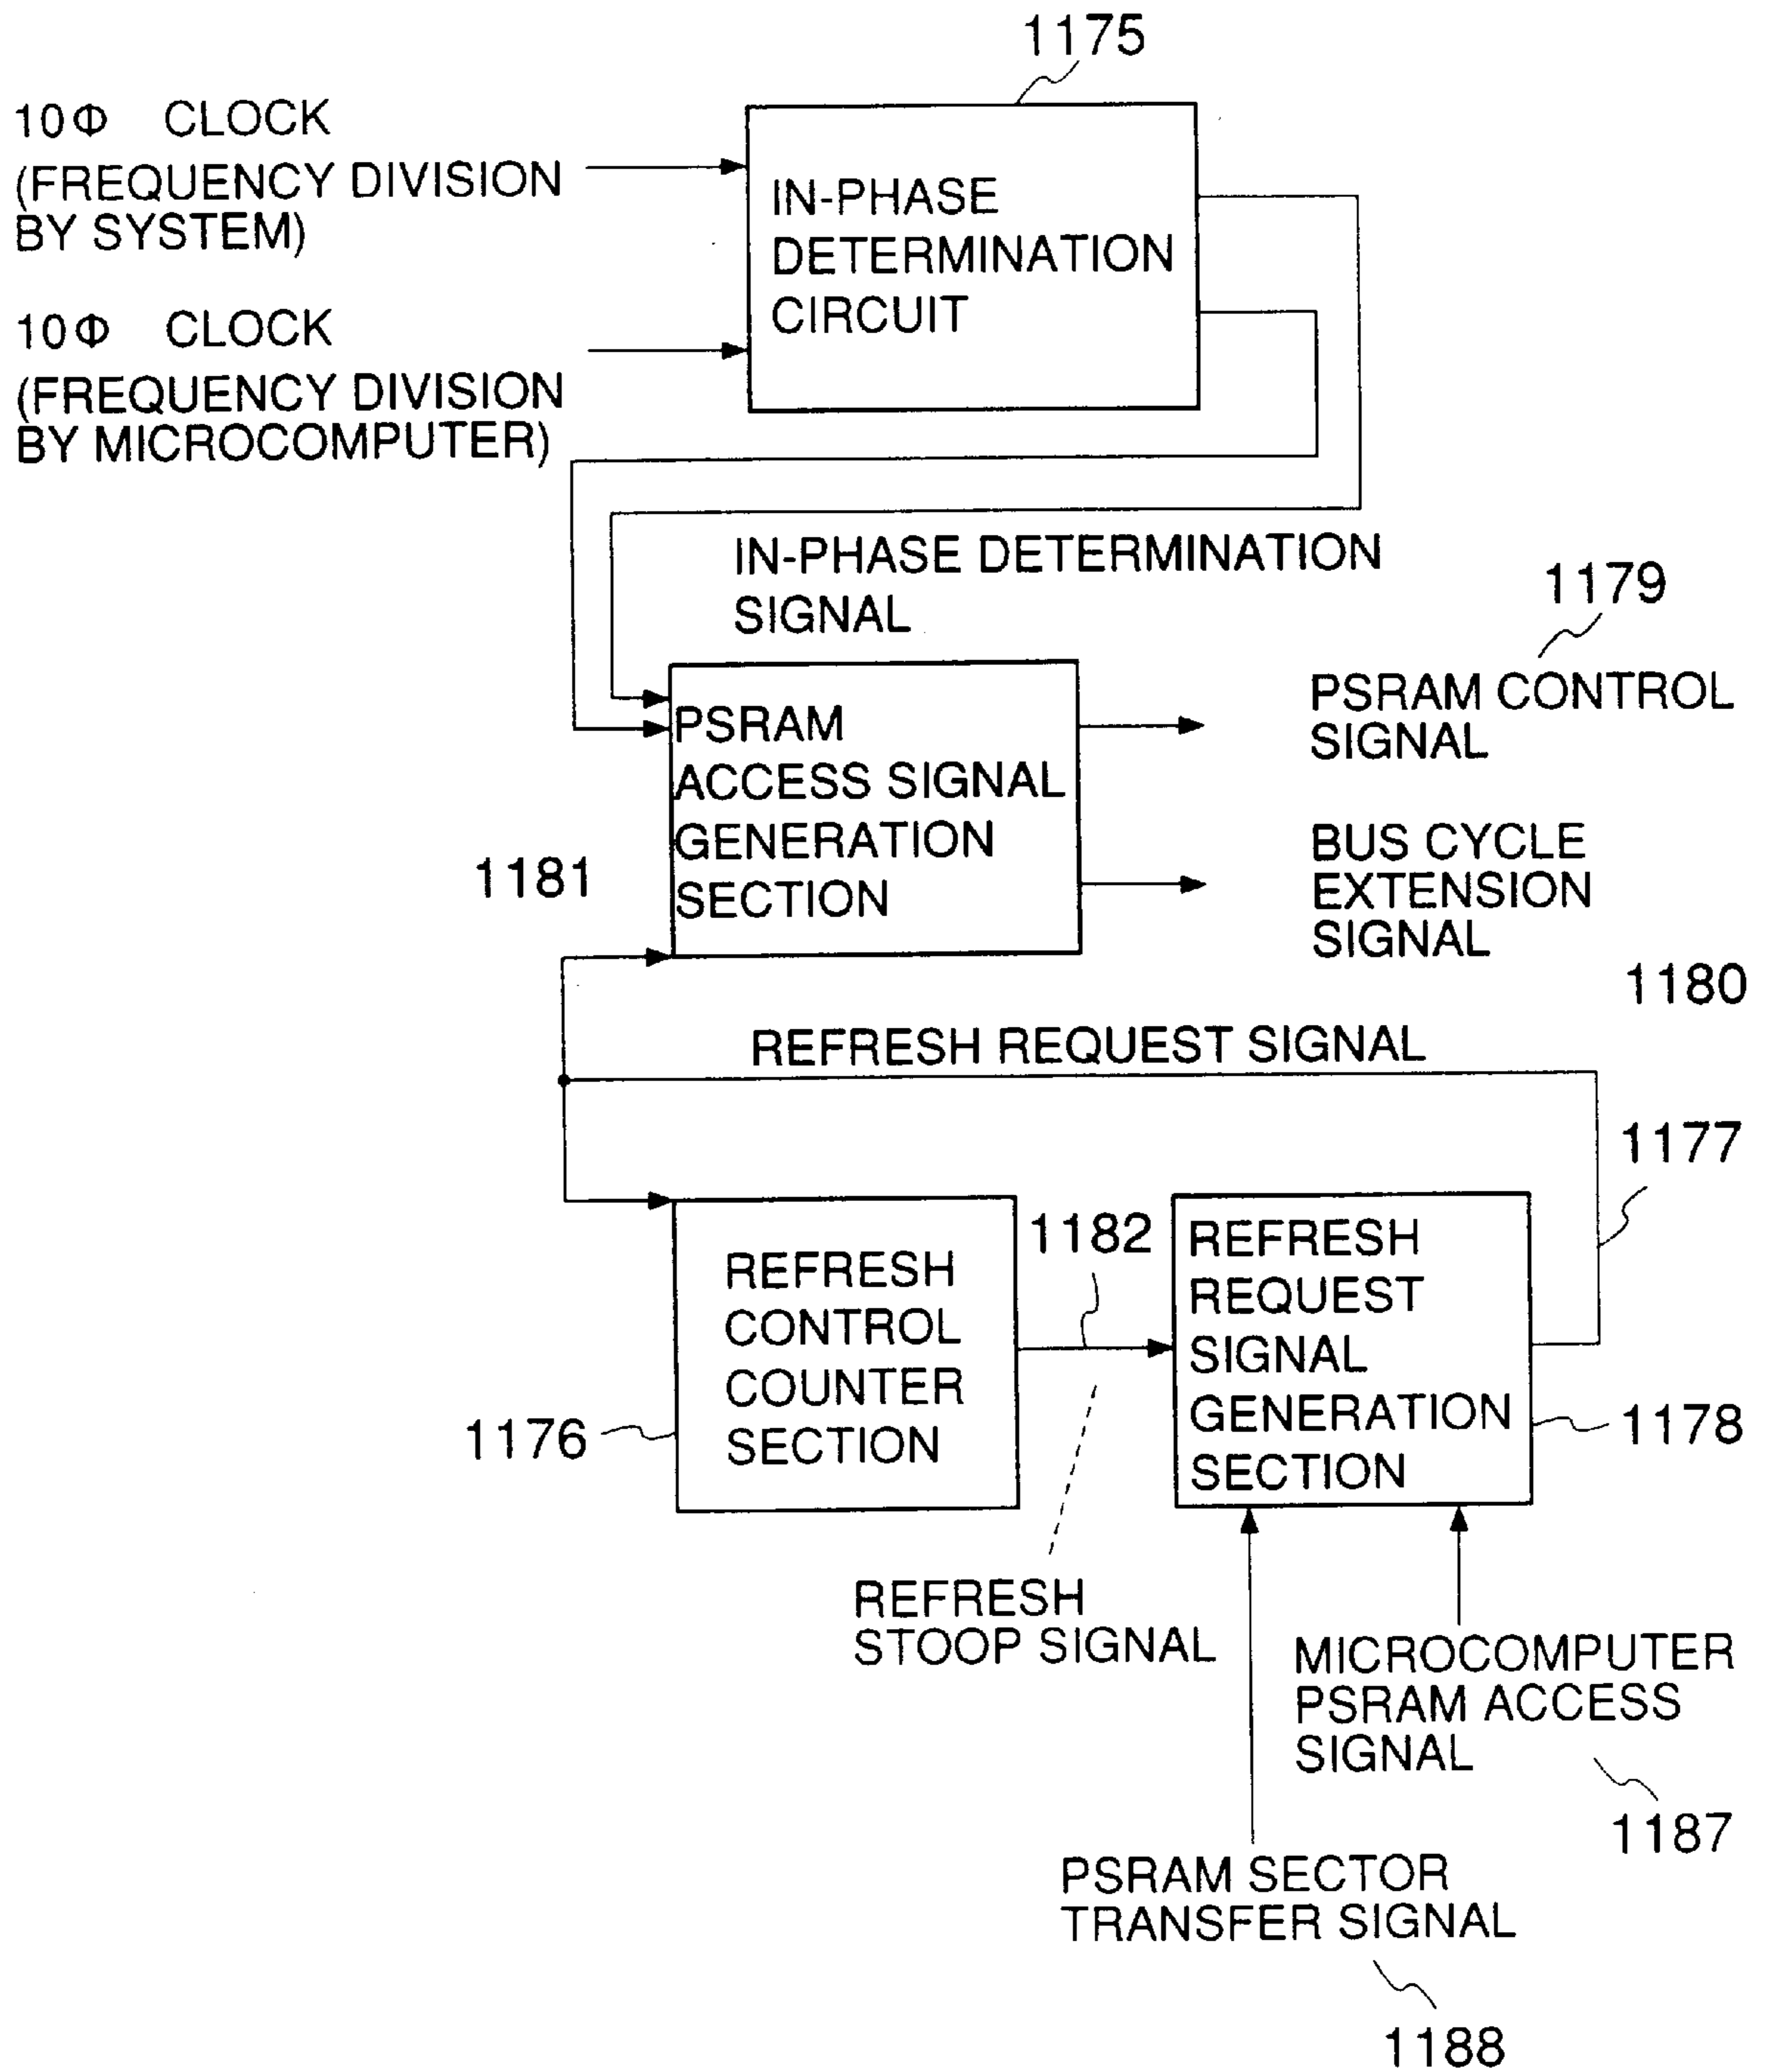 1175
10Φ CLOCK
(FREQUENCY DIVISION
BY SYSTEM)
IN-PHASE
DETERMINATION
CIRCUIT
10Φ CLOCK
(FREQUENCY DIVISION
BY MICROCOMPUTER)
IN-PHASE DETERMINATION
SIGNAL
1179
PSRAM CONTROL
SIGNAL
PSRAM
ACCESS SIGNAL
GENERATION
SECTION
1181
BUS CYCLE
EXTENSION
SIGNAL
1180
REFRESH REQUEST SIGNAL
1177
REFRESH
CONTROL
COUNTER
SECTION
1176
1182
REFRESH
REQUEST
SIGNAL
GENERATION
SECTION
1178
REFRESH
STOOP SIGNAL
MICROCOMPUTER
PSRAM ACCESS
SIGNAL
1187
PSRAM SECTOR
TRANSFER SIGNAL
1188